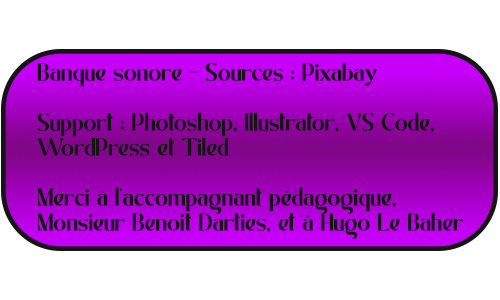 Banque sonore - Sources : Pixabay
Support : Photoshop, Illustrator, VS Code,
WordPress et Tiled
Merci à l'accompagnant pédagogique,
Monsieur Benoit Darties, et à Hugo Le Baher